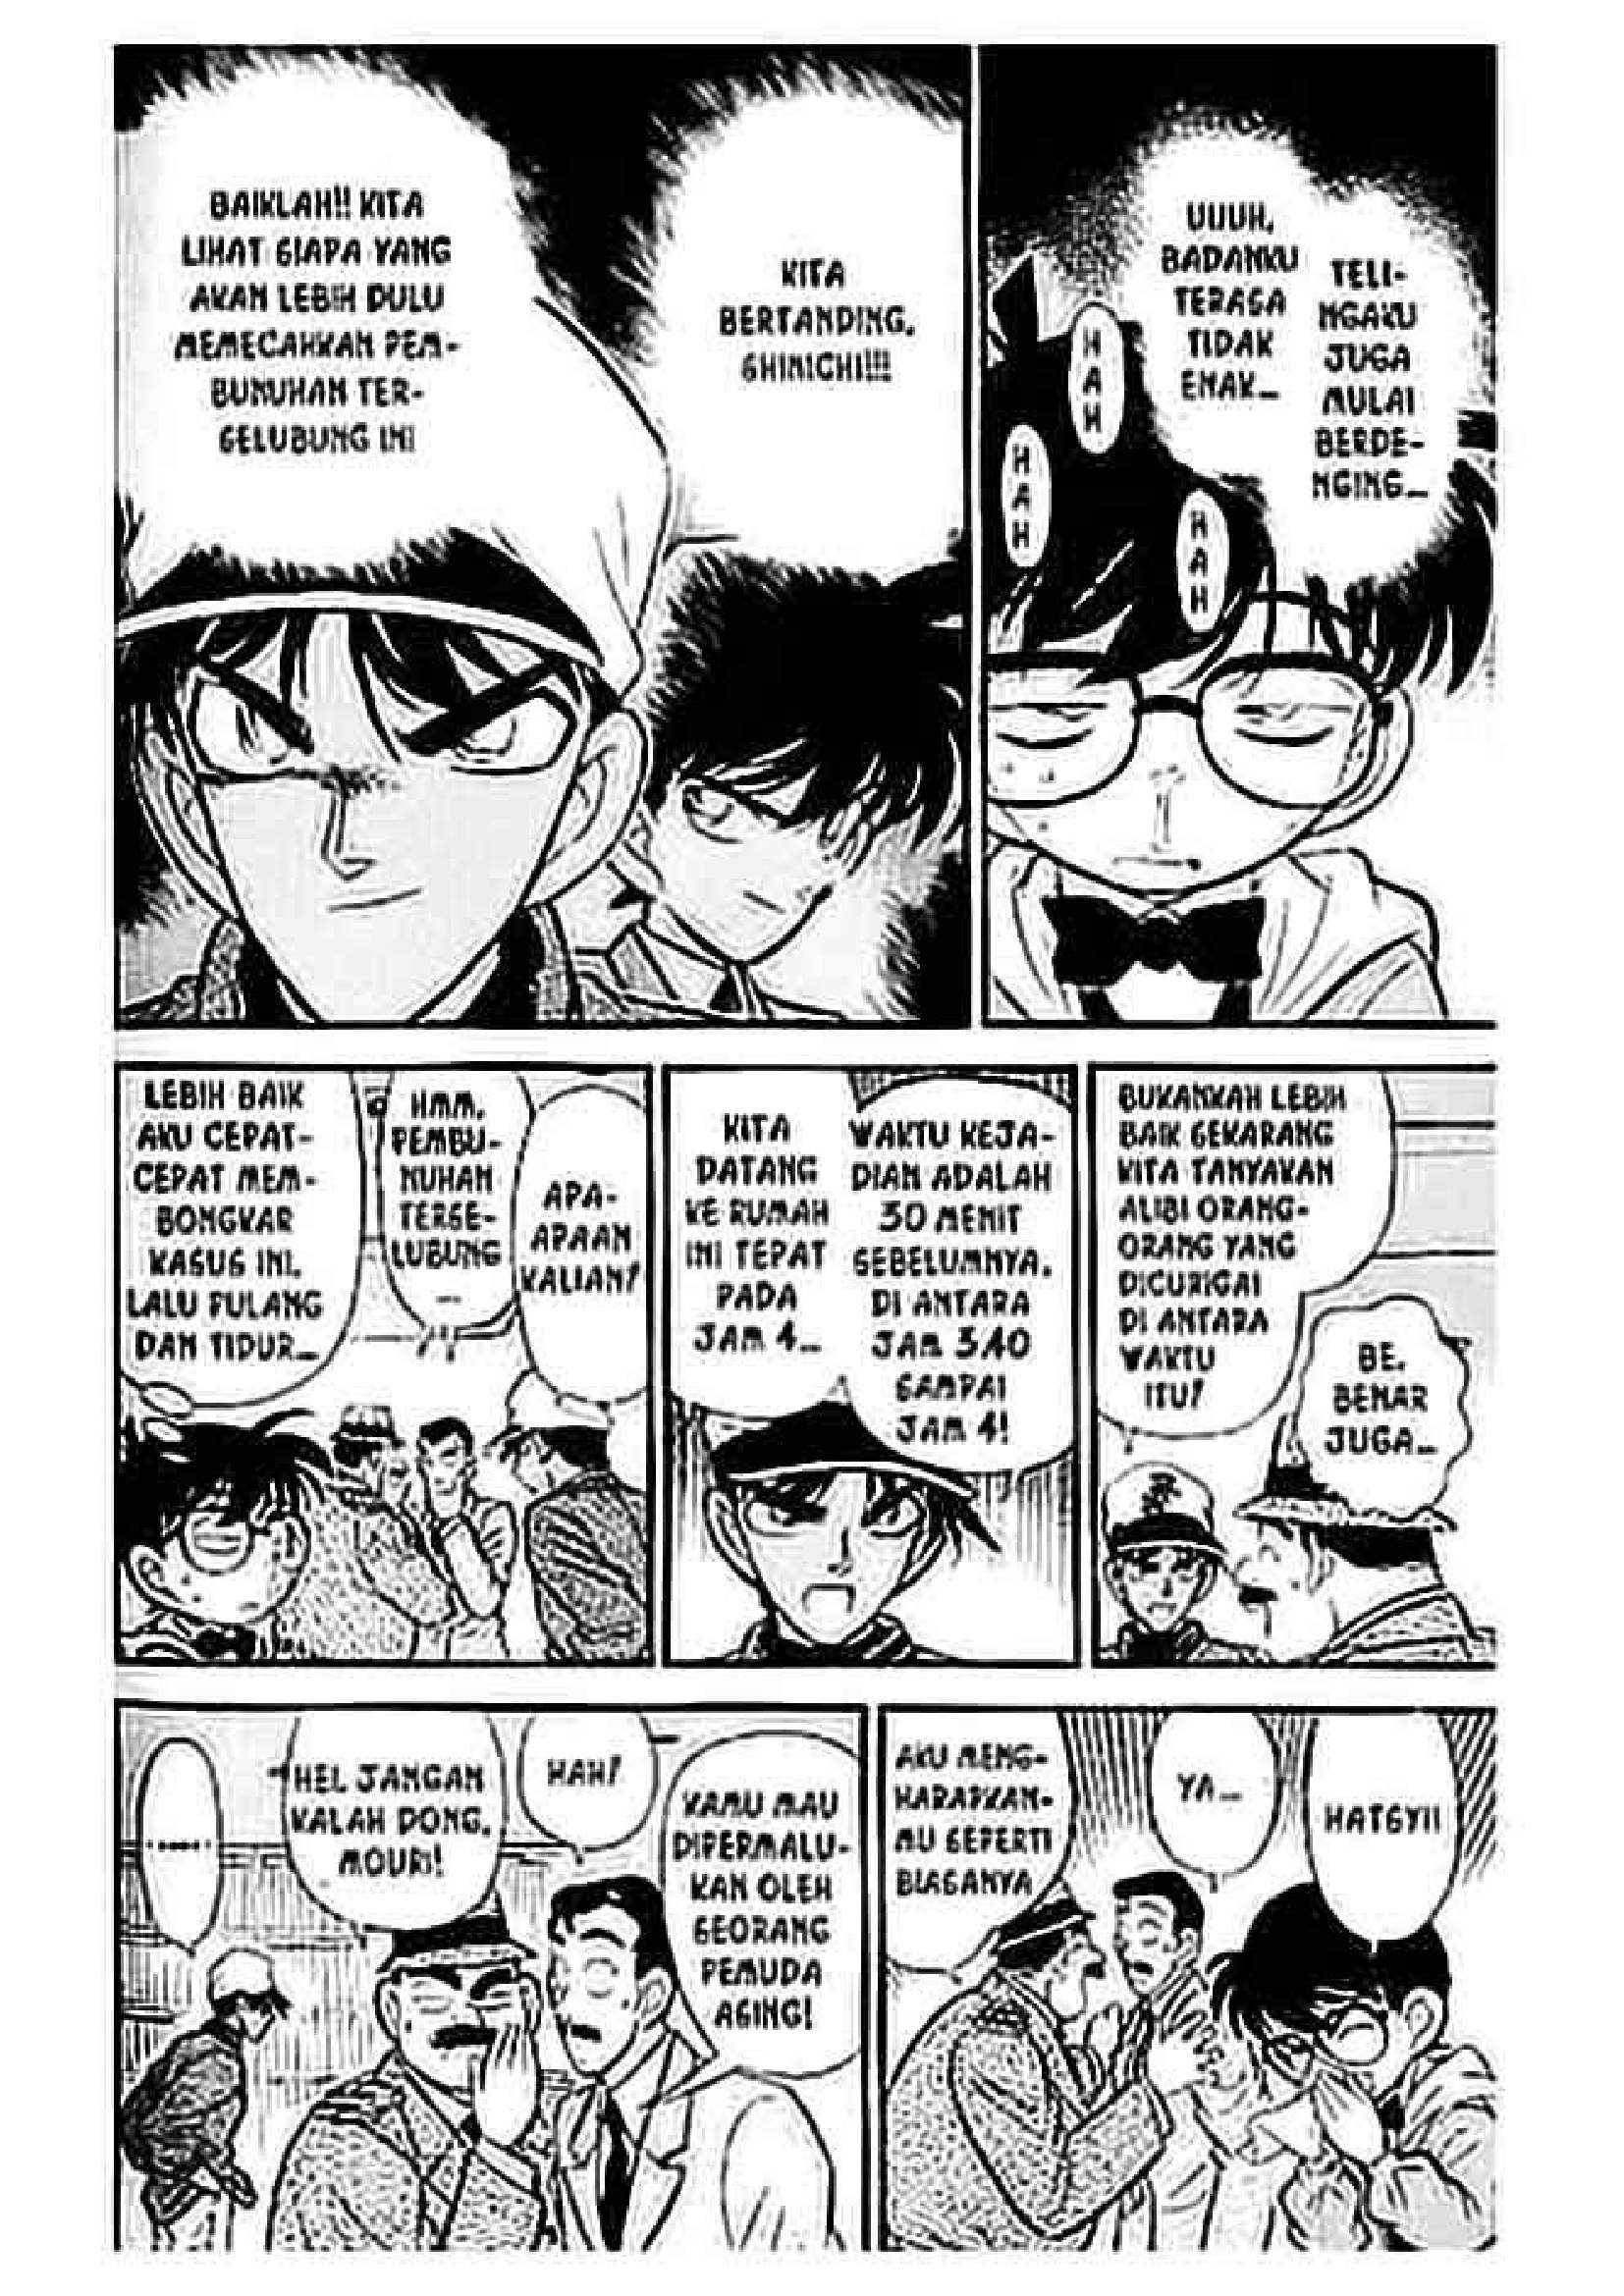 BAIKLAH!! KITA
LIHAT SIAPA YANG
AKAN LEBIH DULU
MEMECAHKAN PEM-
BUNUHAN TER-
SELUBUNG INI
KITA
BERTANDING,
SHINICHI!!!
UUUH,
BADANKU
TERASA
TIDAK
ENAK...
TELI-
NGAKU
JUGA
MULAI
BERDE-
NGING...
HAH
HAH
HAH
LEBIH BAIK
AKU CEPAT-
CEPAT MEM-
BONGKAR
KASUS INI,
LALU PULANG
DAN TIDUR...
HMM,
PEMBU-
NUHAN
TERSE-
LUBUNG
...
APA-
APAAN
KALIAN?
KITA
DATANG
KE RUMAH
INI TEPAT
PADA
JAM 4...
WAKTU KEJA-
DIAN ADALAH
30 MENIT
SEBELUMNYA,
DI ANTARA
JAM 3.40
SAMPAI
JAM 4!
BUKANKAH LEBIH
BAIK SEKARANG
KITA TANYAKAN
ALIBI ORANG-
ORANG YANG
DICURIGAI
DI ANTARA
WAKTU
ITU?
BE,
BENAR
JUGA...
......
HEI, JANGAN
KALAH DONG,
MOURI!
HAH?
KAMU MAU
DIPERMALU-
KAN OLEH
SEORANG
PEMUDA
ASING!
AKU MENG-
HARAPKAN-
MU SEPERTI
BIASANYA
YA...
HATSYII